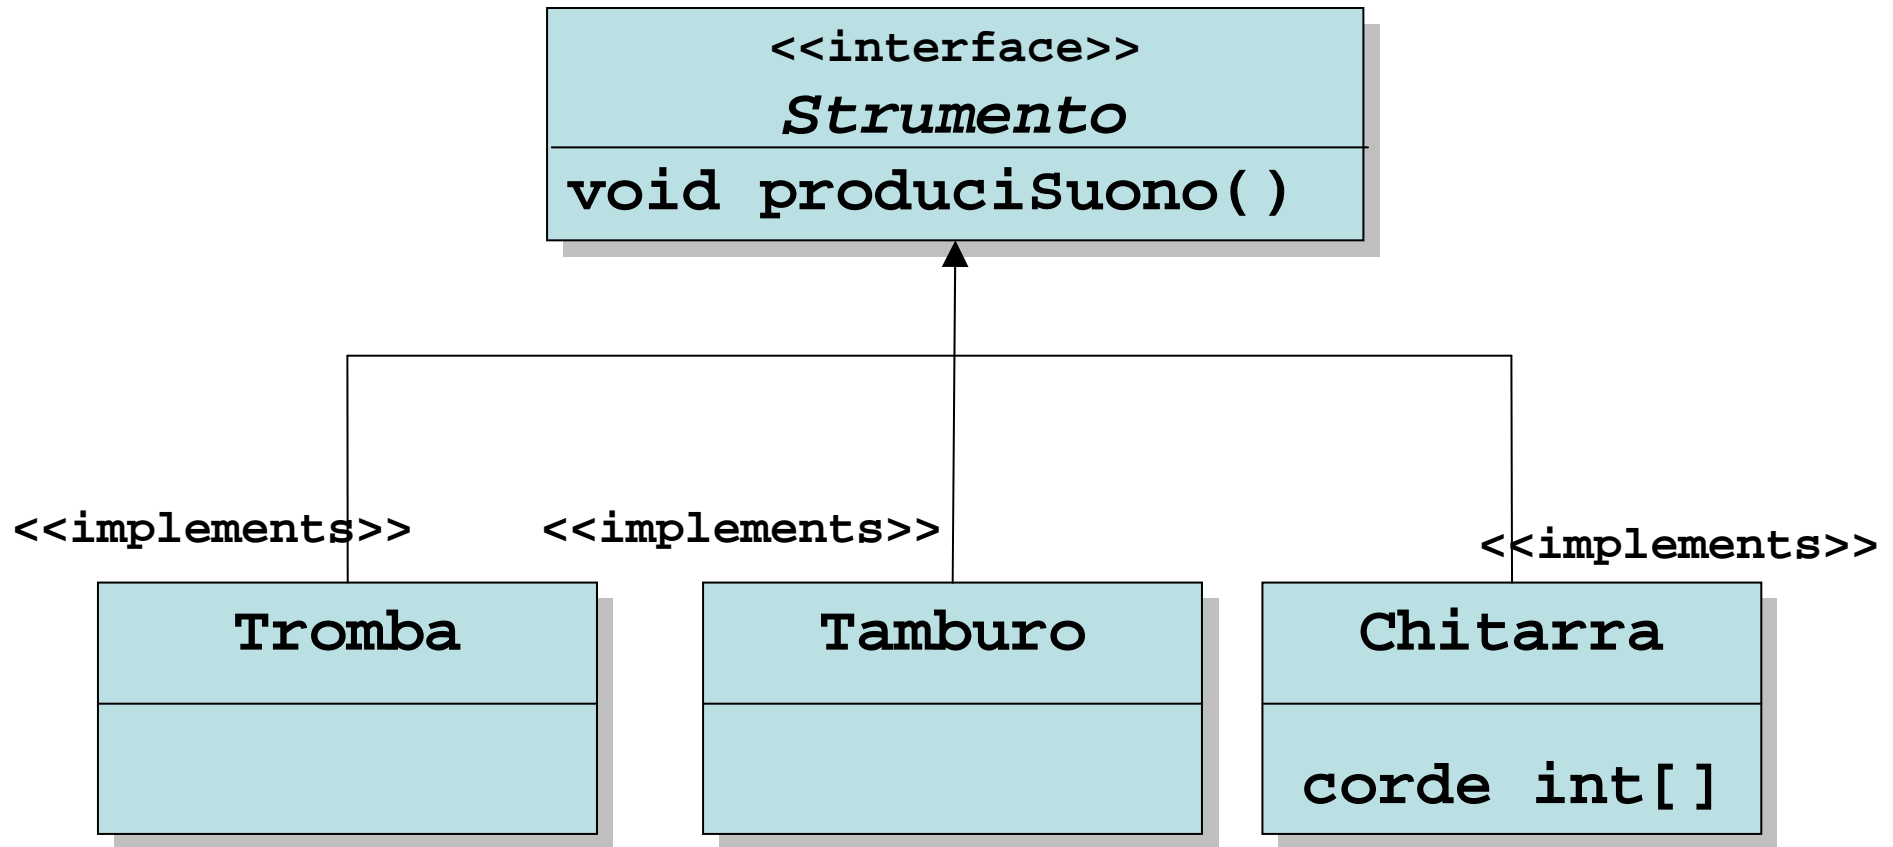 <<interface>>
Strumento
void produciSuono()
<<implements>>
<<implements>>
<<implements>>
Tromba
Tamburo
Chitarra
corde int[]